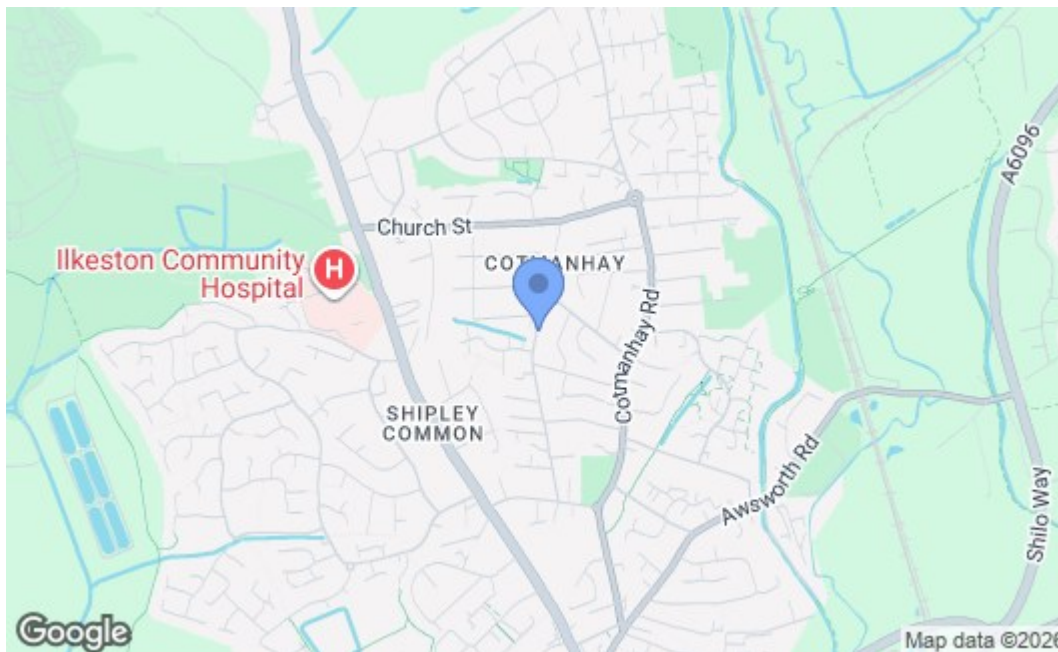 A6096
Church St
COTMANHAY
Ilkeston Community
Hospital
H
Cotmanhay Rd
SHIPLEY
COMMON
Awsworth Rd
Shilo Way
Google
Map data ©2026